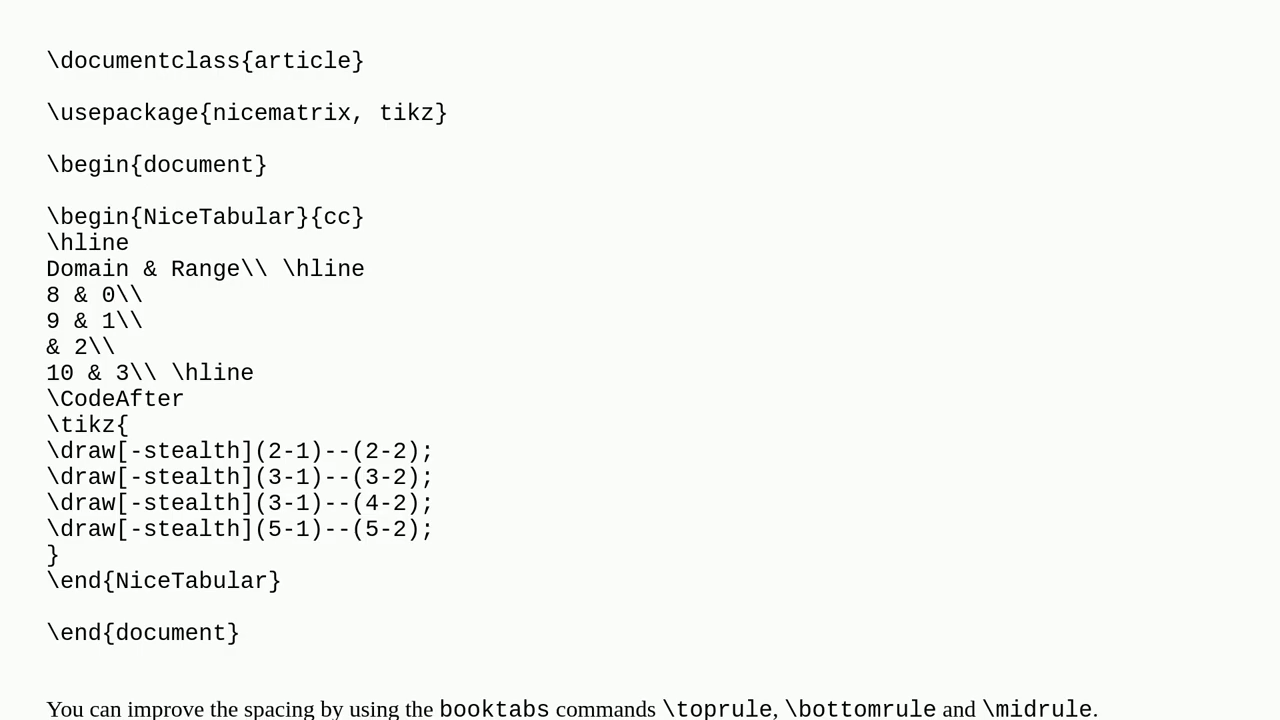 \documentclass{article}
\usepackage{nicematrix, tikz}
\begin{document}
\begin{NiceTabular}{cc}
\hline
Domain & Range\\ \hline
8 & 0\\
9 & 1\\
& 2\\
10 & 3\\ \hline
\CodeAfter
\tikz{
\draw[-stealth](2-1)--(2-2);
\draw[-stealth](3-1)--(3-2);
\draw[-stealth](3-1)--(4-2);
\draw[-stealth](5-1)--(5-2);
}
\end{NiceTabular}
\end{document}
You can improve the spacing by using the booktabs commands \toprule, \bottomrule and \midrule.